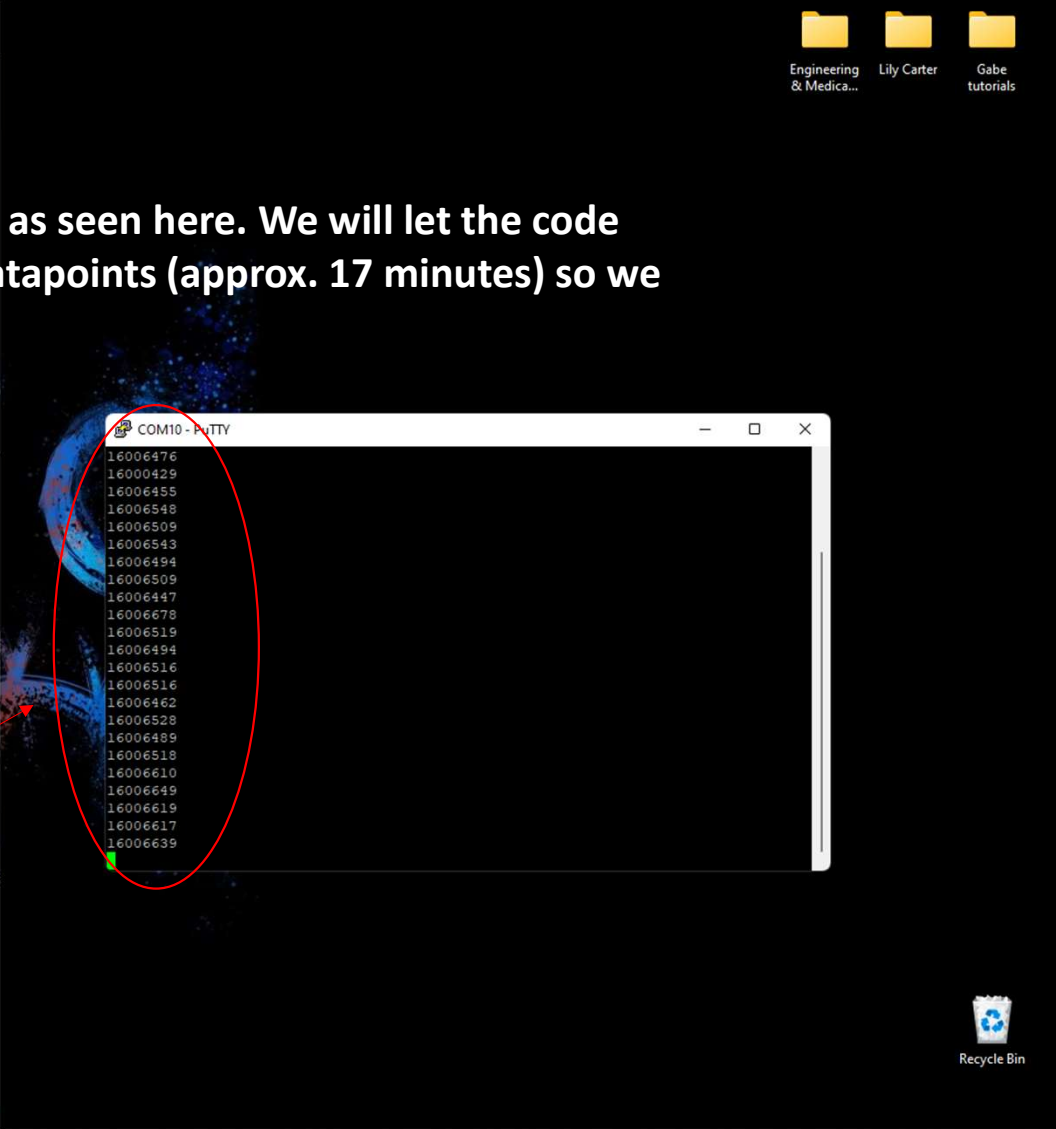 Engineering
& Medica...
Lily Carter
Gabe
tutorials
as seen here. We will let the code
tapoints (approx. 17 minutes) so we
COM10 - PuTTY
16006476
16000429
16006455
16006548
16006509
16006543
16006494
16006509
16006447
16006678
16006519
16006494
16006516
16006516
16006462
16006528
16006489
16006518
16006610
16006649
16006619
16006617
16006639
Recycle Bin